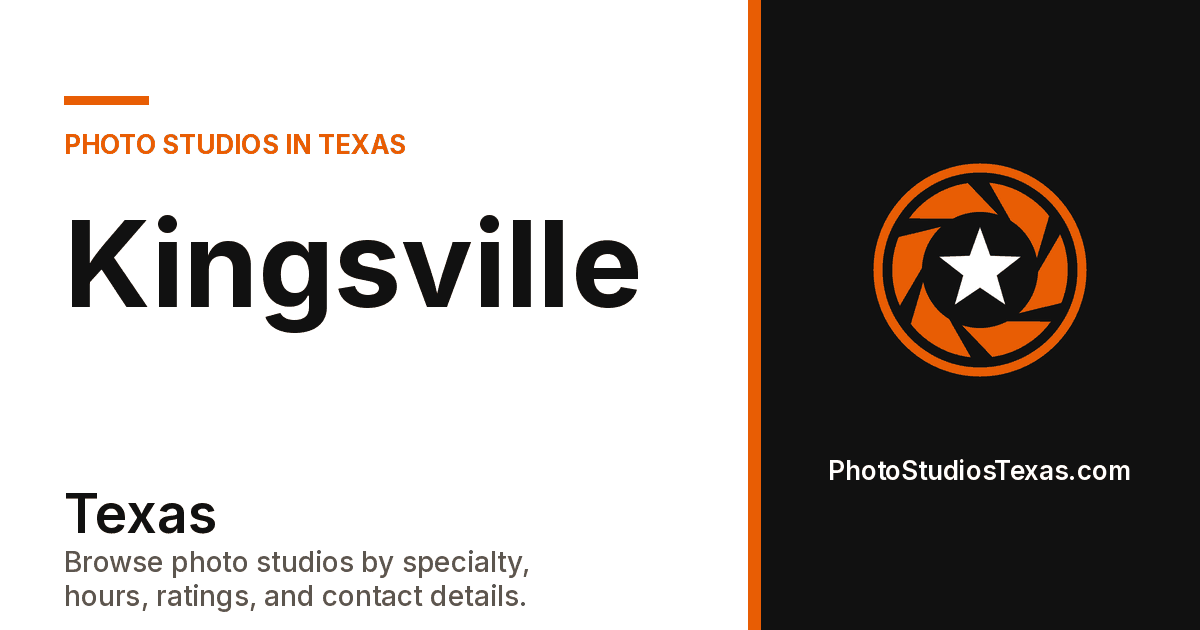 PHOTO STUDIOS IN TEXAS
Kingsville
Texas
Browse photo studios by specialty,
hours, ratings, and contact details.
PhotoStudiosTexas.com